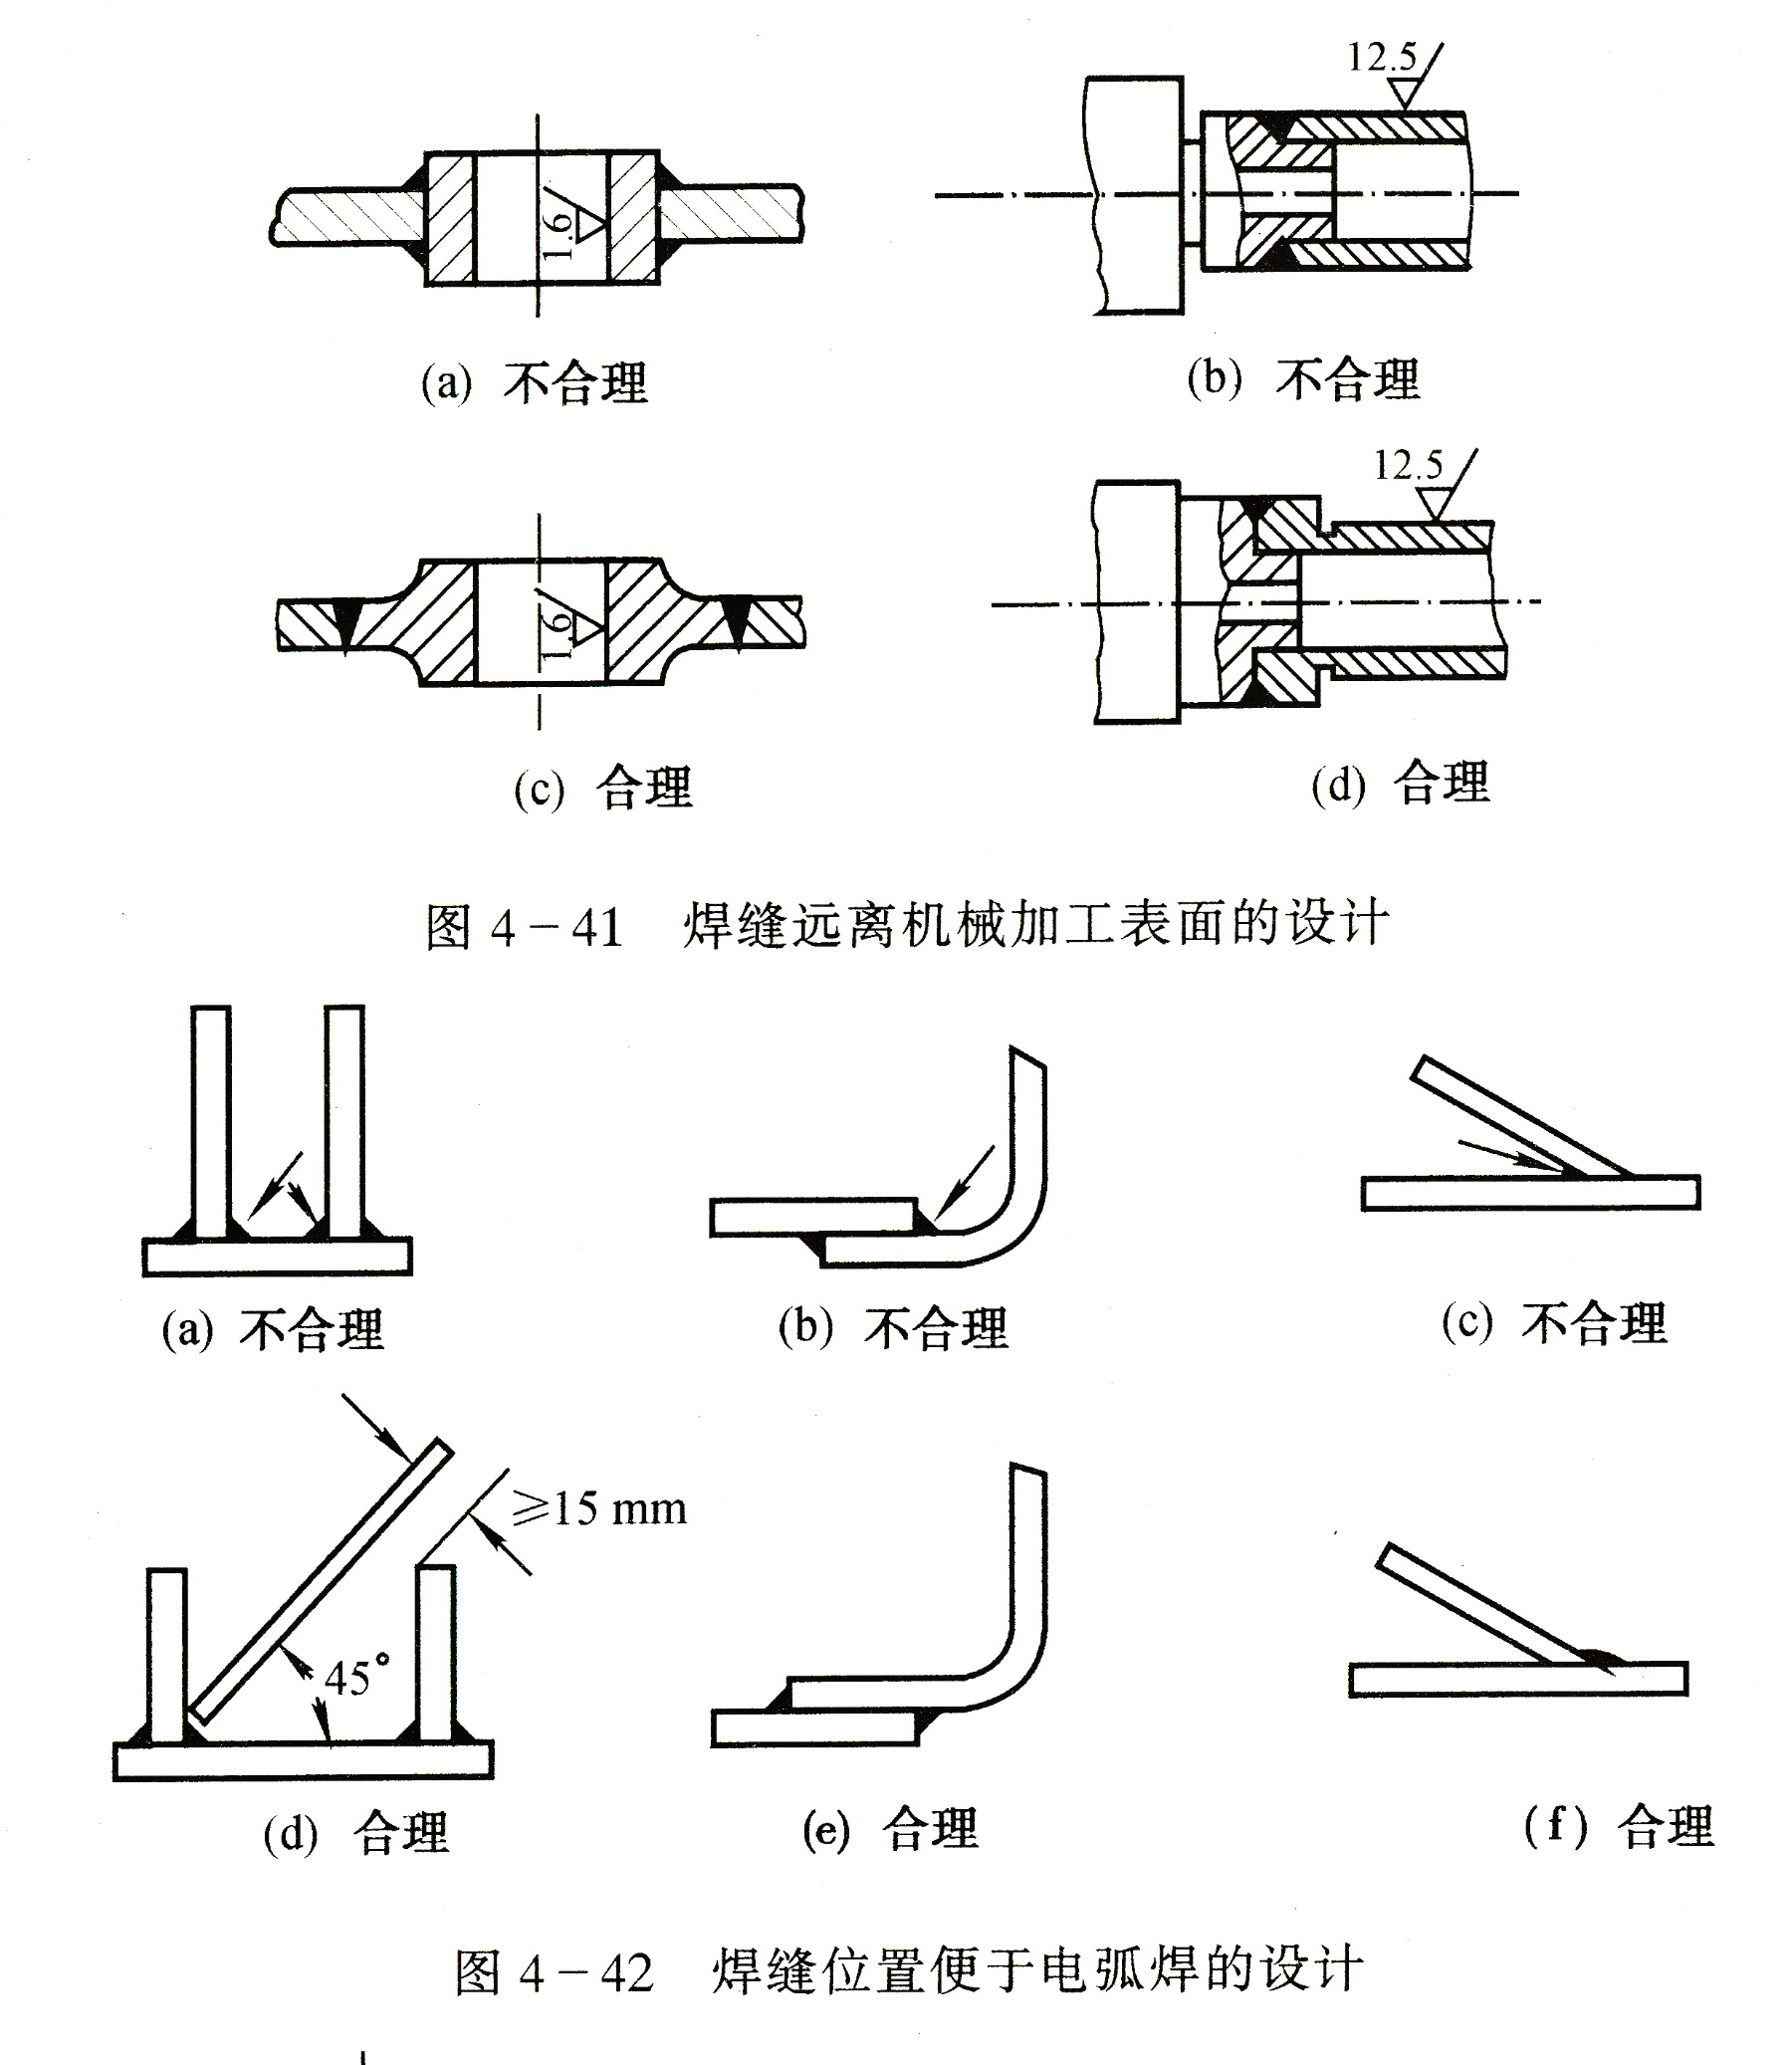 12.5
1.6
(a) 不合理
(b) 不合理
12.5
1.6
(c) 合理
(d) 合理
图 4-41 焊缝远离机械加工表面的设计
(a) 不合理
(b) 不合理
(c) 不合理
≥15 mm
45°
(d) 合理
(e) 合理
(f) 合理
图 4-42 焊缝位置便于电弧焊的设计